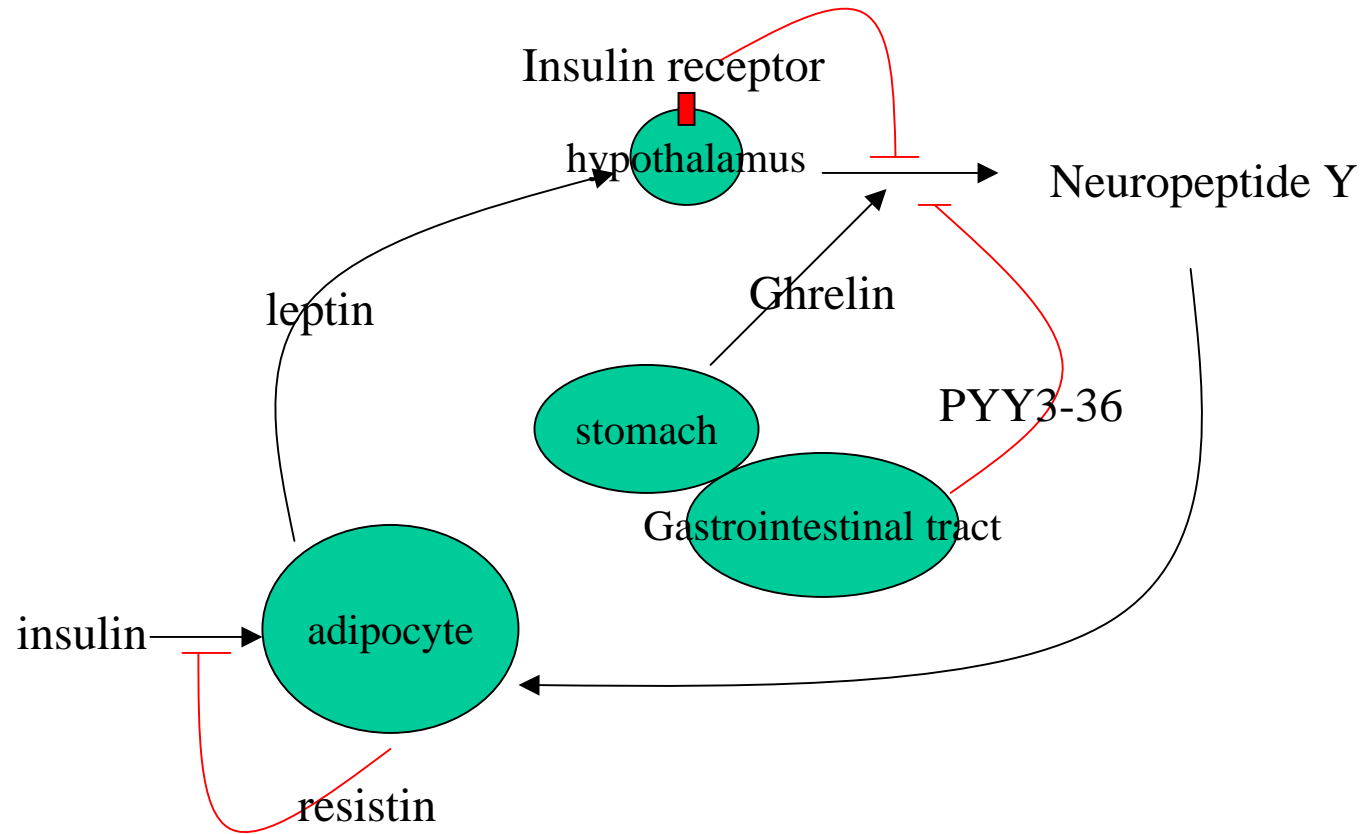 Insulin receptor
hypothalamus
Neuropeptide Y
leptin
Ghrelin
PYY3-36
stomach
Gastrointestinal tract
insulin
adipocyte
resistin